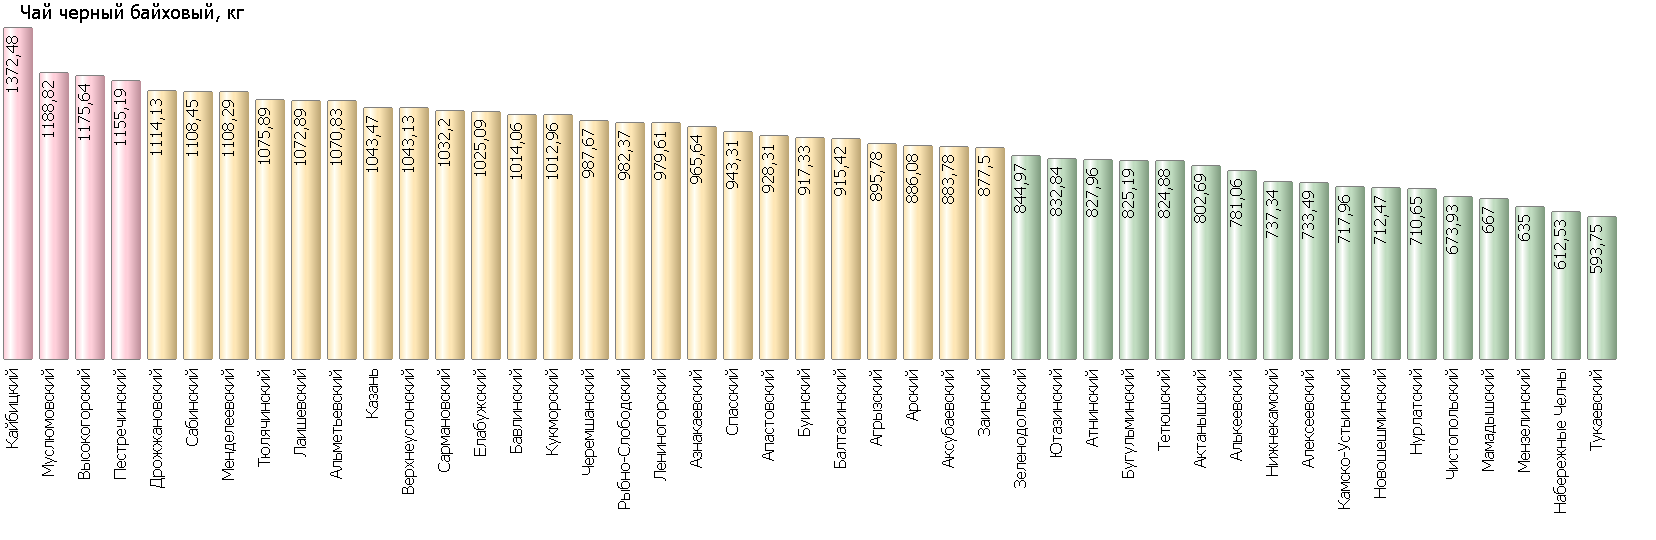 Чай черный байховый, кг
1372,48
1188,82
1175,64
1155,19
1114,13
1108,45
1108,29
1075,89
1072,89
1070,83
1043,47
1043,13
1032,2
1025,09
1014,06
1012,96
987,67
982,37
979,61
965,64
943,31
928,31
917,33
915,42
895,78
886,08
883,78
877,5
844,97
832,84
827,96
825,19
824,88
802,69
781,06
737,34
733,49
717,96
712,47
710,65
673,93
667
635
612,53
593,75
Кайбицкий
Муслюмовский
Высокогорский
Пестречинский
Дрожжановский
Сабинский
Менделеевский
Тюлячинский
Лаишевский
Альметьевский
Казань
Верхнеуслонский
Сармановский
Елабужский
Бавлинский
Кукморский
Черемшанский
Рыбно-Слободский
Лениногорский
Азнакаевский
Спасский
Апастовский
Буинский
Балтасинский
Агрызский
Арский
Аксубаевский
Заинский
Зеленодольский
Ютазинский
Атнинский
Бугульминский
Тетюшский
Актанышский
Алькеевский
Нижнекамский
Алексеевский
Камско-Устьинский
Новошешминский
Нурлатский
Чистопольский
Мамадышский
Мензелинский
Набережные Челны
Тукаевский